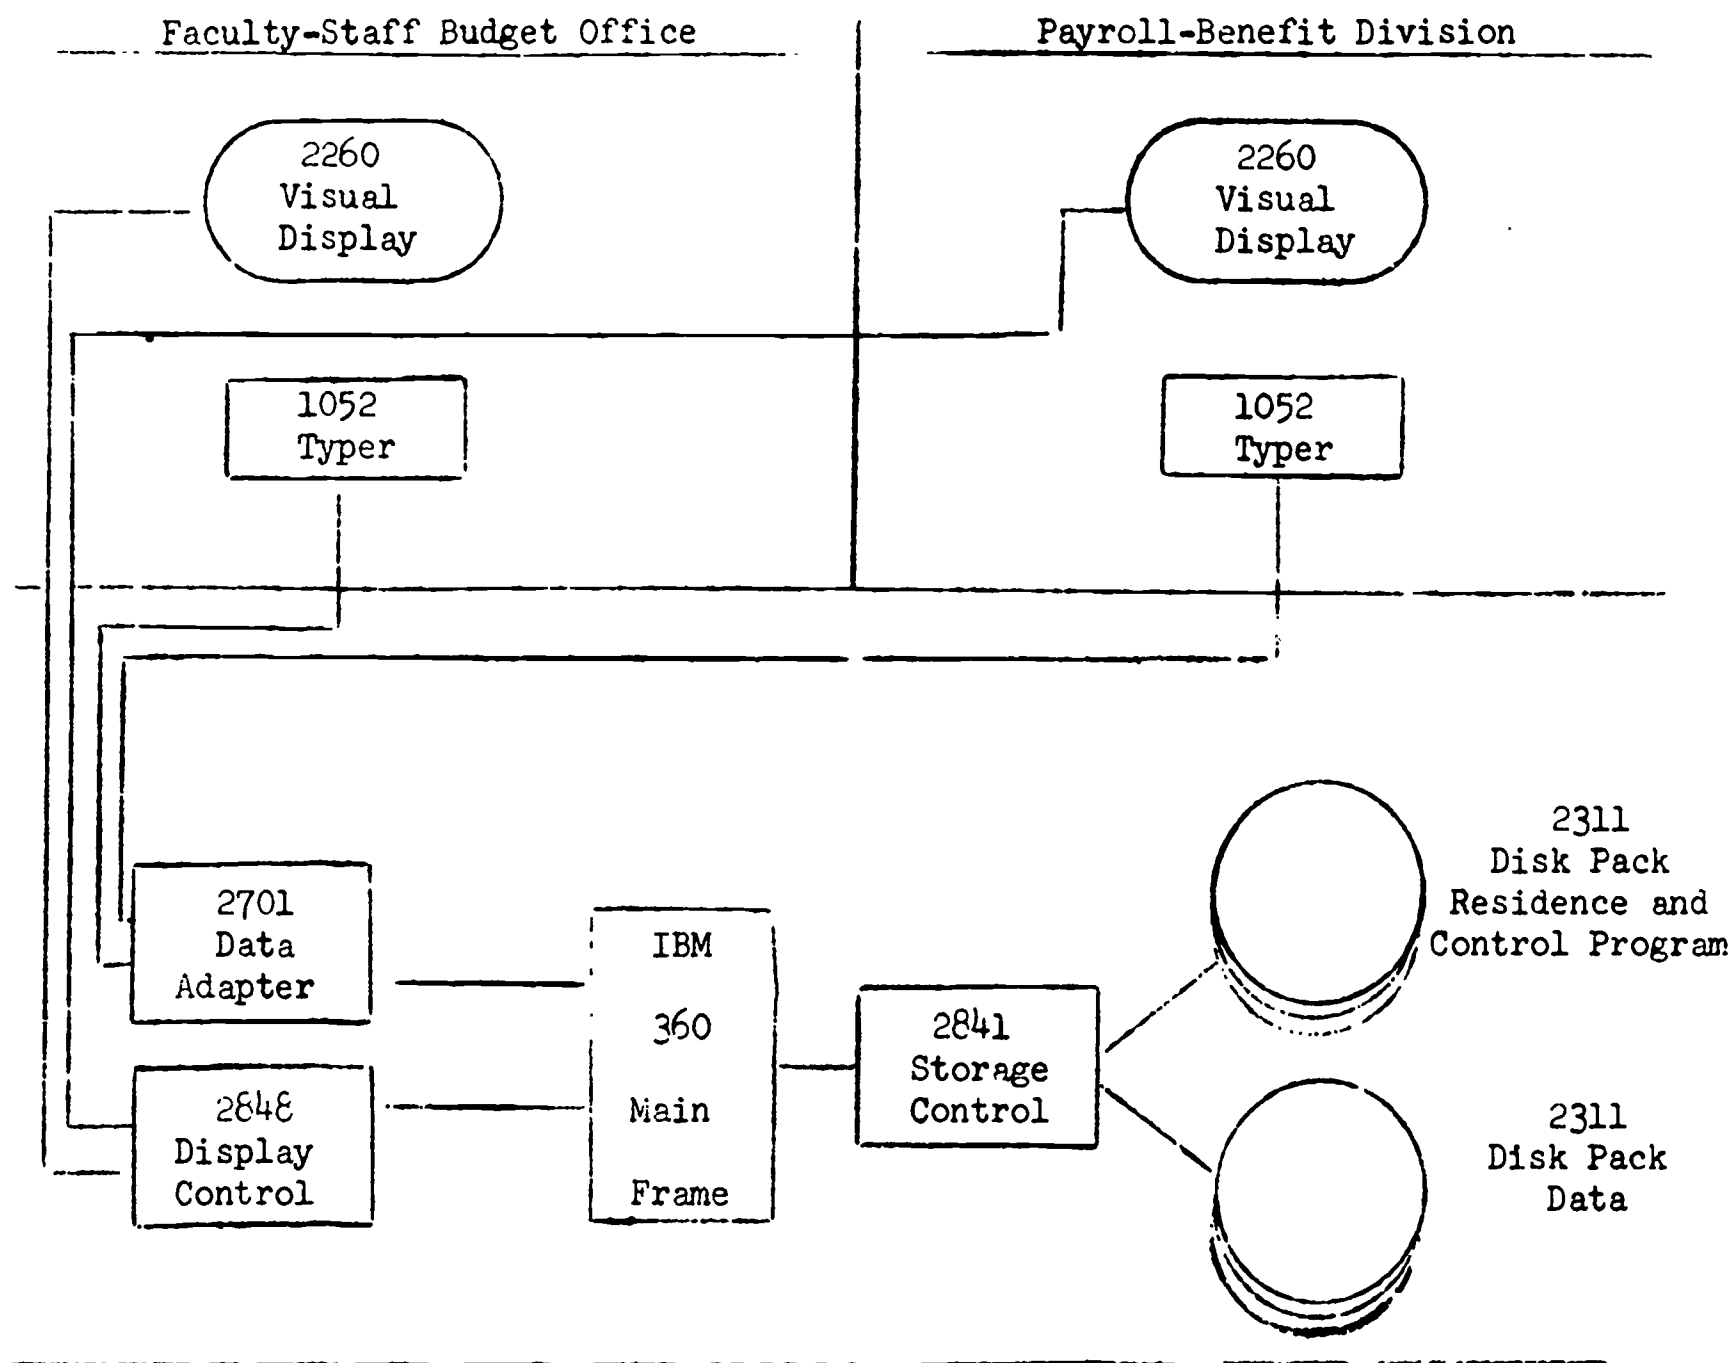 Faculty-Staff Budget Office
Payroll-Benefit Division
2260
Visual
Display
2260
Visual
Display
1052
Typer
1052
Typer
2701
Data
Adapter
2848
Display
Control
IBM
360
Main
Frame
2841
Storage
Control
2311
Disk Pack
Residence and
Control Program
2311
Disk Pack
Data